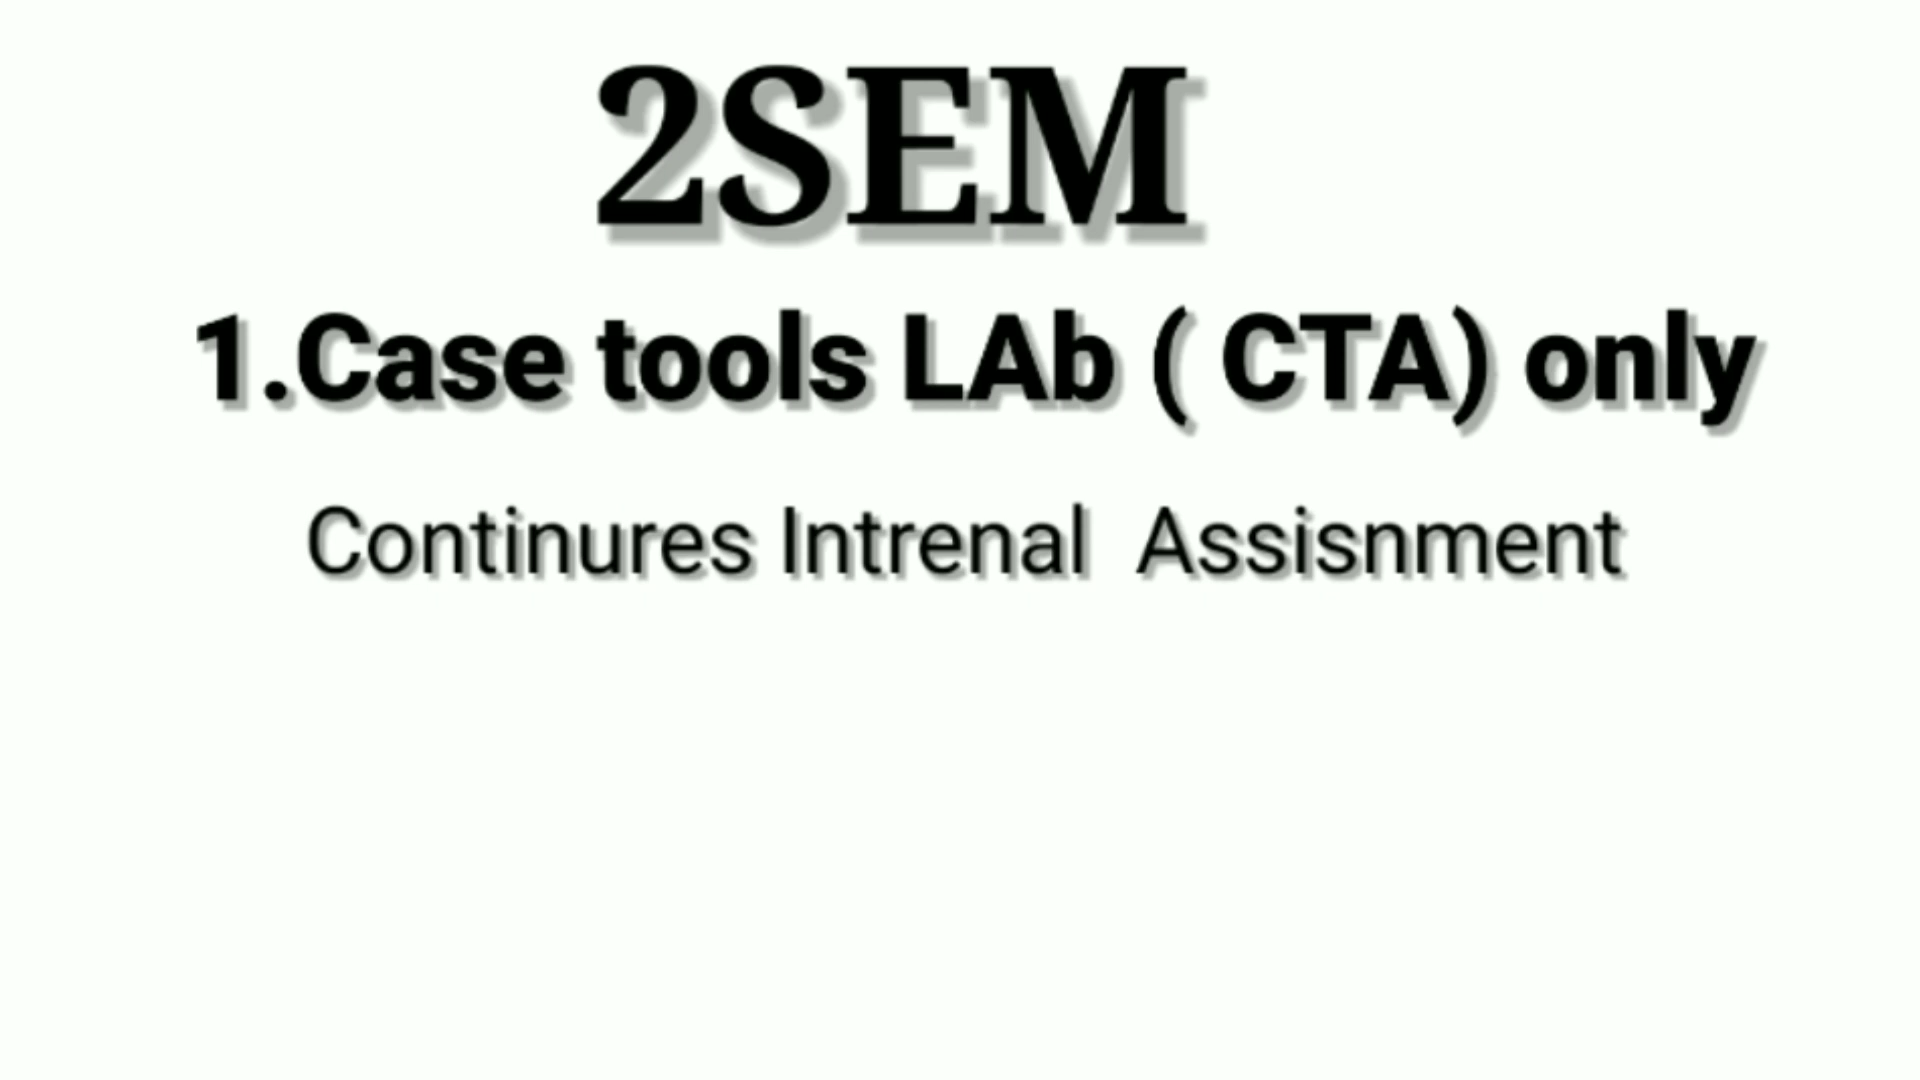 2SEM
1.Case tools LAb ( CTA) only
Continures Intrenal  Assisnment